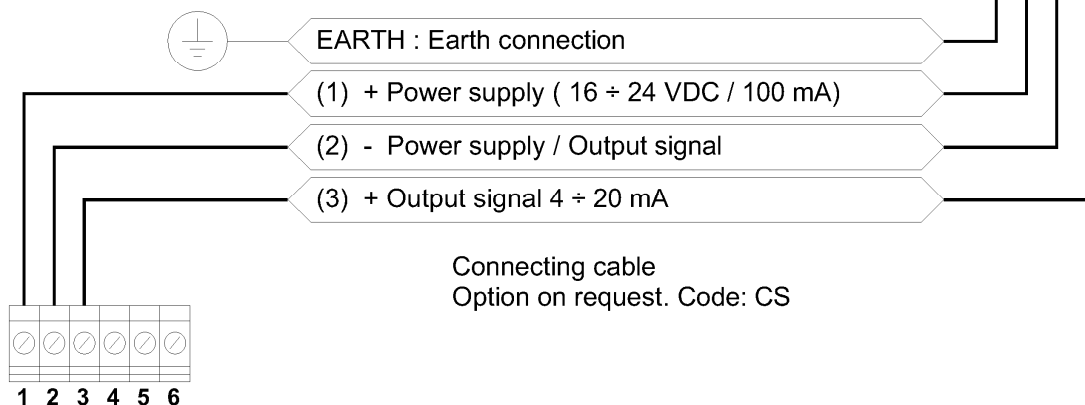 EARTH : Earth connection
(1) + Power supply ( 16 ÷ 24 VDC / 100 mA)
(2) - Power supply / Output signal
(3) + Output signal 4 ÷ 20 mA
Connecting cable
Option on request. Code: CS
1 2 3 4 5 6